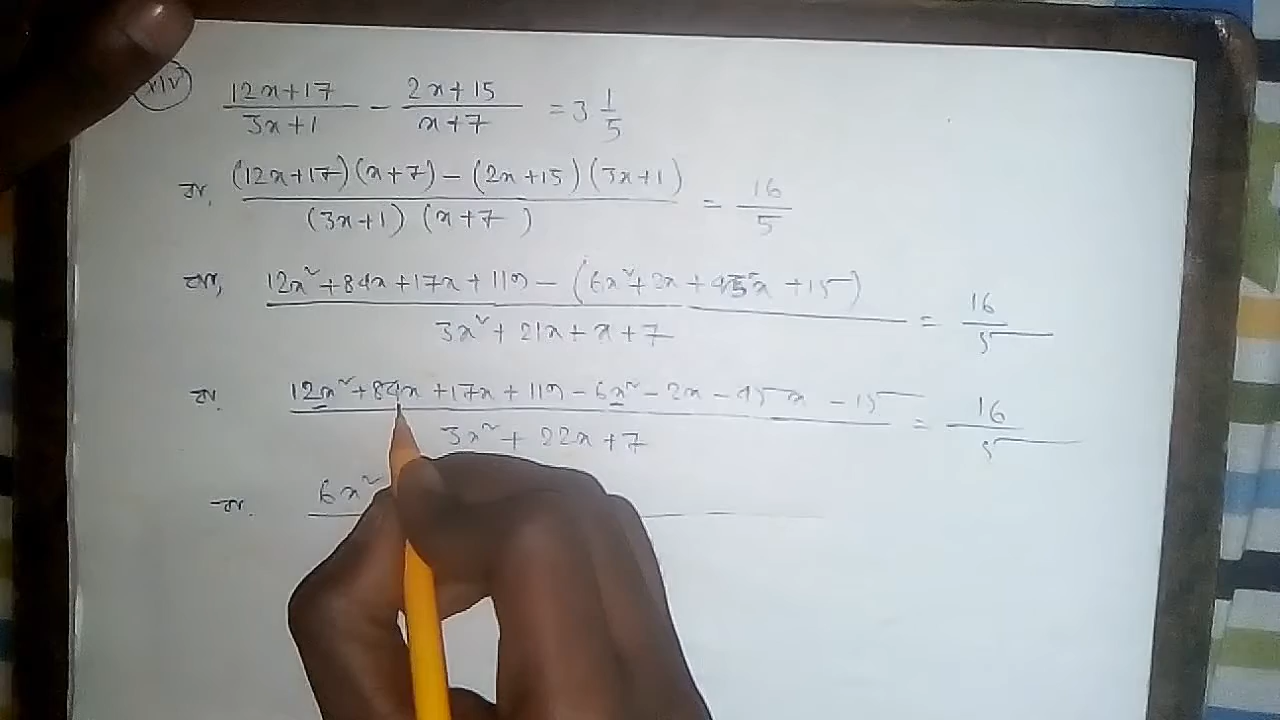 xiv (12x+17)/(3x+1) - (2x+15)/(x+7) = 3 1/5
বা, ((12x+17)(x+7) - (2x+15)(3x+1))/((3x+1)(x+7)) = 16/5
বা, (12x²+84x+17x+119 - (6x²+2x+45x+15))/(3x²+21x+x+7) = 16/5
বা, (12x²+84x+17x+119-6x²-2x-45x-15)/(3x²+22x+7) = 16/5
বা, 6x²